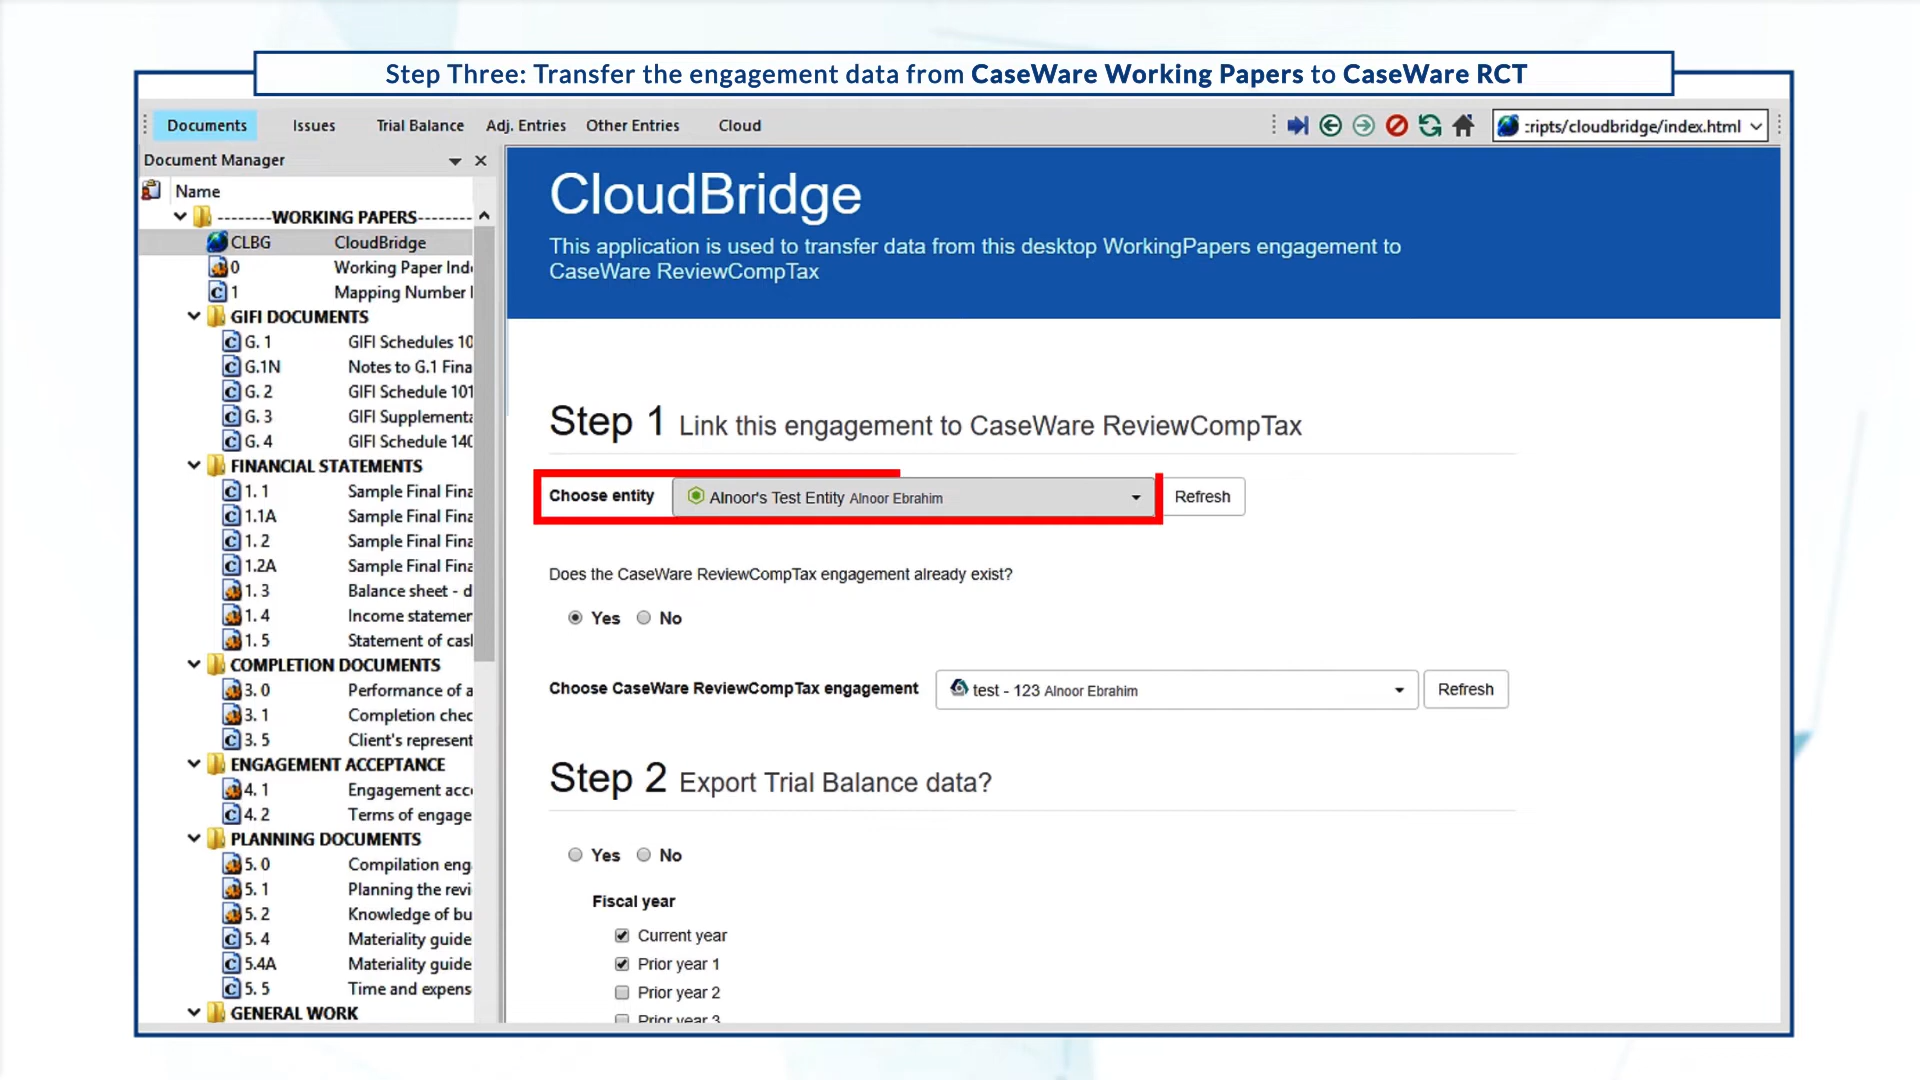 Step Three: Transfer the engagement data from CaseWare Working Papers to CaseWare RCT
Documents Issues Trial Balance Adj. Entries Other Entries Cloud
:ripts/cloudbridge/index.html
Document Manager
Name
--------WORKING PAPERS--------
CLBG CloudBridge
0 Working Paper Ind
1 Mapping Number
GIFI DOCUMENTS
G. 1 GIFI Schedules 10
G.1N Notes to G.1 Fina
G. 2 GIFI Schedule 101
G. 3 GIFI Supplementa
G. 4 GIFI Schedule 140
FINANCIAL STATEMENTS
1. 1 Sample Final Fina
1.1A Sample Final Fina
1. 2 Sample Final Fina
1.2A Sample Final Fina
1. 3 Balance sheet - d
1. 4 Income statemen
1. 5 Statement of casl
COMPLETION DOCUMENTS
3. 0 Performance of a
3. 1 Completion chec
3. 5 Client's represent
ENGAGEMENT ACCEPTANCE
4. 1 Engagement acc
4. 2 Terms of engage
PLANNING DOCUMENTS
5. 0 Compilation eng
5. 1 Planning the revi
5. 2 Knowledge of bu
5. 4 Materiality guide
5.4A Materiality guide
5. 5 Time and expens
GENERAL WORK
CloudBridge
This application is used to transfer data from this desktop WorkingPapers engagement to
CaseWare ReviewCompTax
Step 1 Link this engagement to CaseWare ReviewCompTax
Choose entity Alnoor's Test Entity Alnoor Ebrahim Refresh
Does the CaseWare ReviewCompTax engagement already exist?
Yes No
Choose CaseWare ReviewCompTax engagement test - 123 Alnoor Ebrahim Refresh
Step 2 Export Trial Balance data?
Yes No
Fiscal year
Current year
Prior year 1
Prior year 2
Prior year 3